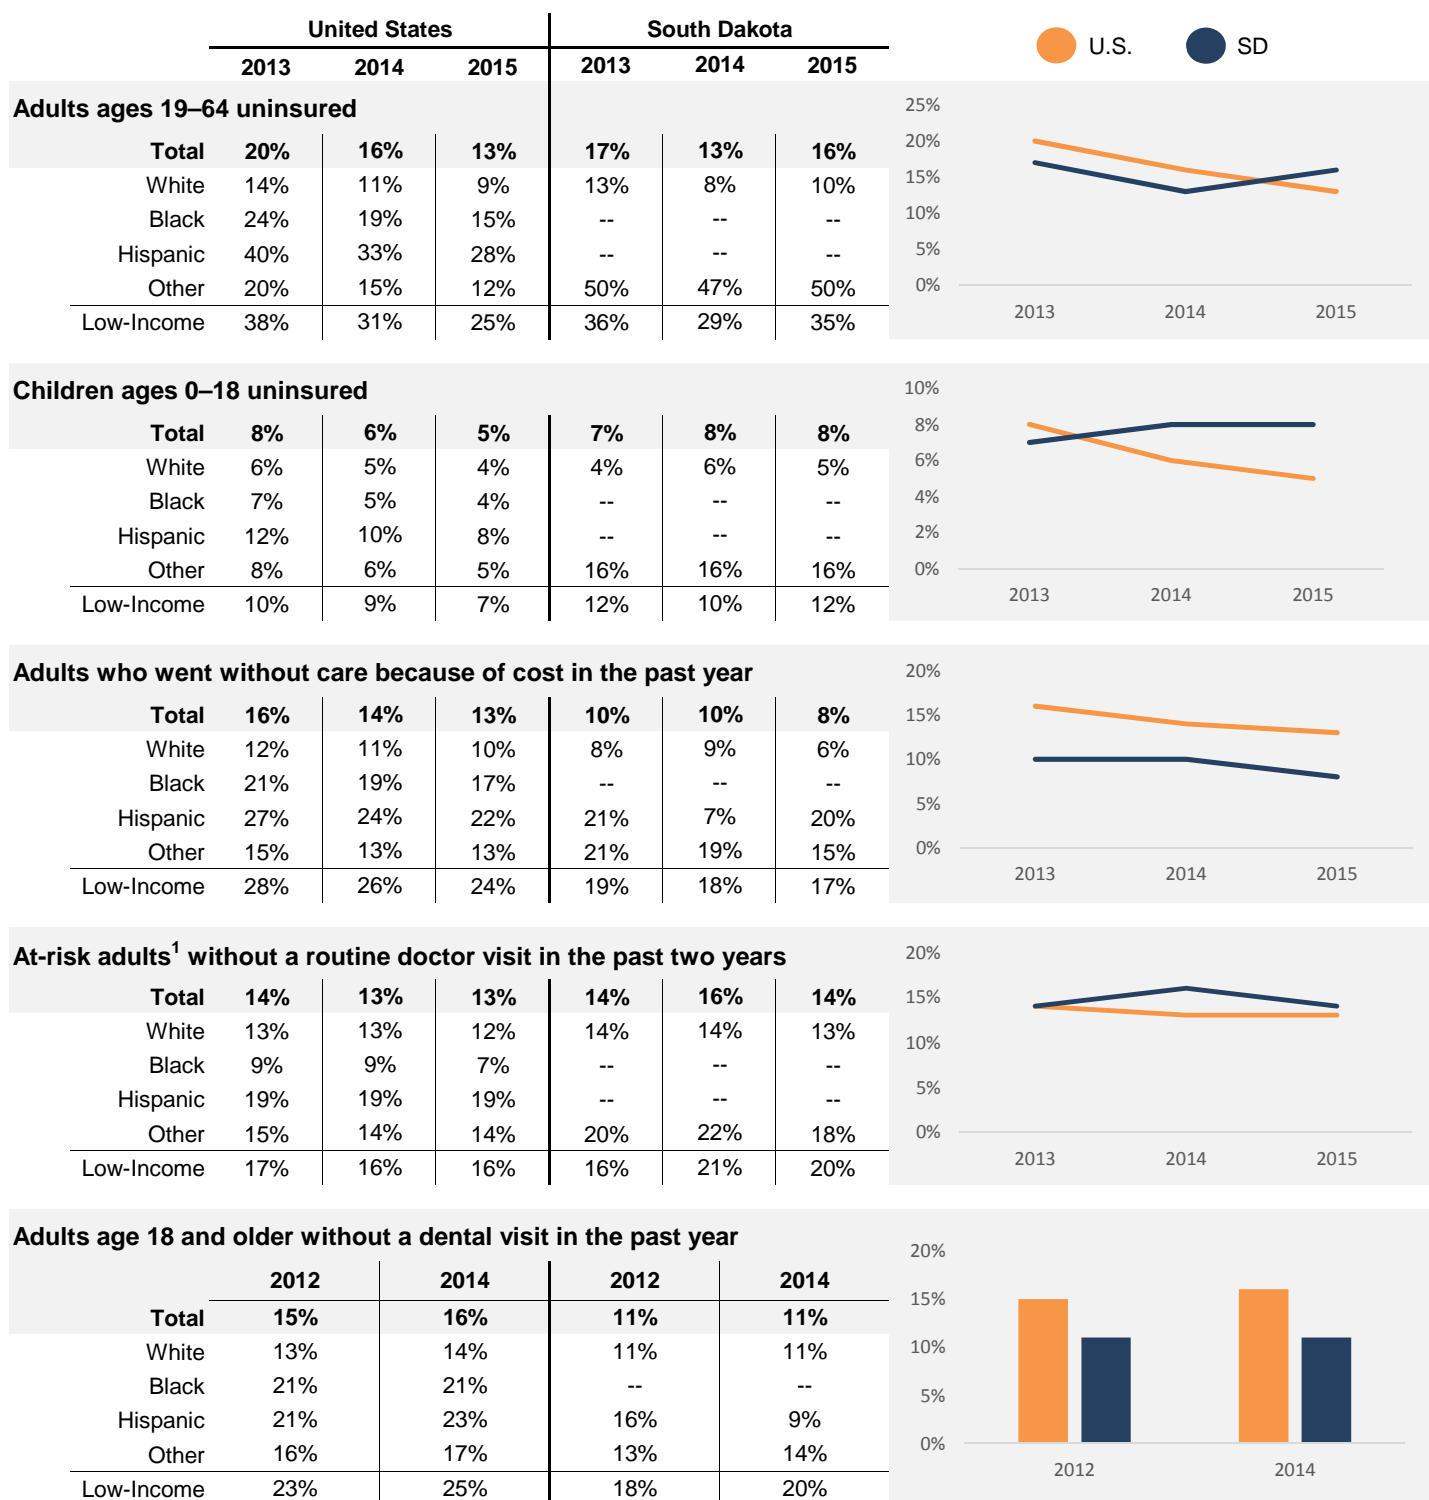 United States South Dakota
2013 2014 2015 2013 2014 2015
U.S. SD
Adults ages 19–64 uninsured
Total 20% 16% 13% 17% 13% 16%
White 14% 11% 9% 13% 8% 10%
Black 24% 19% 15% -- -- --
Hispanic 40% 33% 28% -- -- --
Other 20% 15% 12% 50% 47% 50%
Low-Income 38% 31% 25% 36% 29% 35%
25%
20%
15%
10%
5%
0%
2013 2014 2015
Children ages 0–18 uninsured
Total 8% 6% 5% 7% 8% 8%
White 6% 5% 4% 4% 6% 5%
Black 7% 5% 4% -- -- --
Hispanic 12% 10% 8% -- -- --
Other 8% 6% 5% 16% 16% 16%
Low-Income 10% 9% 7% 12% 10% 12%
10%
8%
6%
4%
2%
0%
2013 2014 2015
Adults who went without care because of cost in the past year
Total 16% 14% 13% 10% 10% 8%
White 12% 11% 10% 8% 9% 6%
Black 21% 19% 17% -- -- --
Hispanic 27% 24% 22% 21% 7% 20%
Other 15% 13% 13% 21% 19% 15%
Low-Income 28% 26% 24% 19% 18% 17%
20%
15%
10%
5%
0%
2013 2014 2015
At-risk adults1 without a routine doctor visit in the past two years
Total 14% 13% 13% 14% 16% 14%
White 13% 13% 12% 14% 14% 13%
Black 9% 9% 7% -- -- --
Hispanic 19% 19% 19% -- -- --
Other 15% 14% 14% 20% 22% 18%
Low-Income 17% 16% 16% 16% 21% 20%
20%
15%
10%
5%
0%
2013 2014 2015
Adults age 18 and older without a dental visit in the past year
2012 2014 2012 2014
Total 15% 16% 11% 11%
White 13% 14% 11% 11%
Black 21% 21% -- --
Hispanic 21% 23% 16% 9%
Other 16% 17% 13% 14%
Low-Income 23% 25% 18% 20%
20%
15%
10%
5%
0%
2012 2014